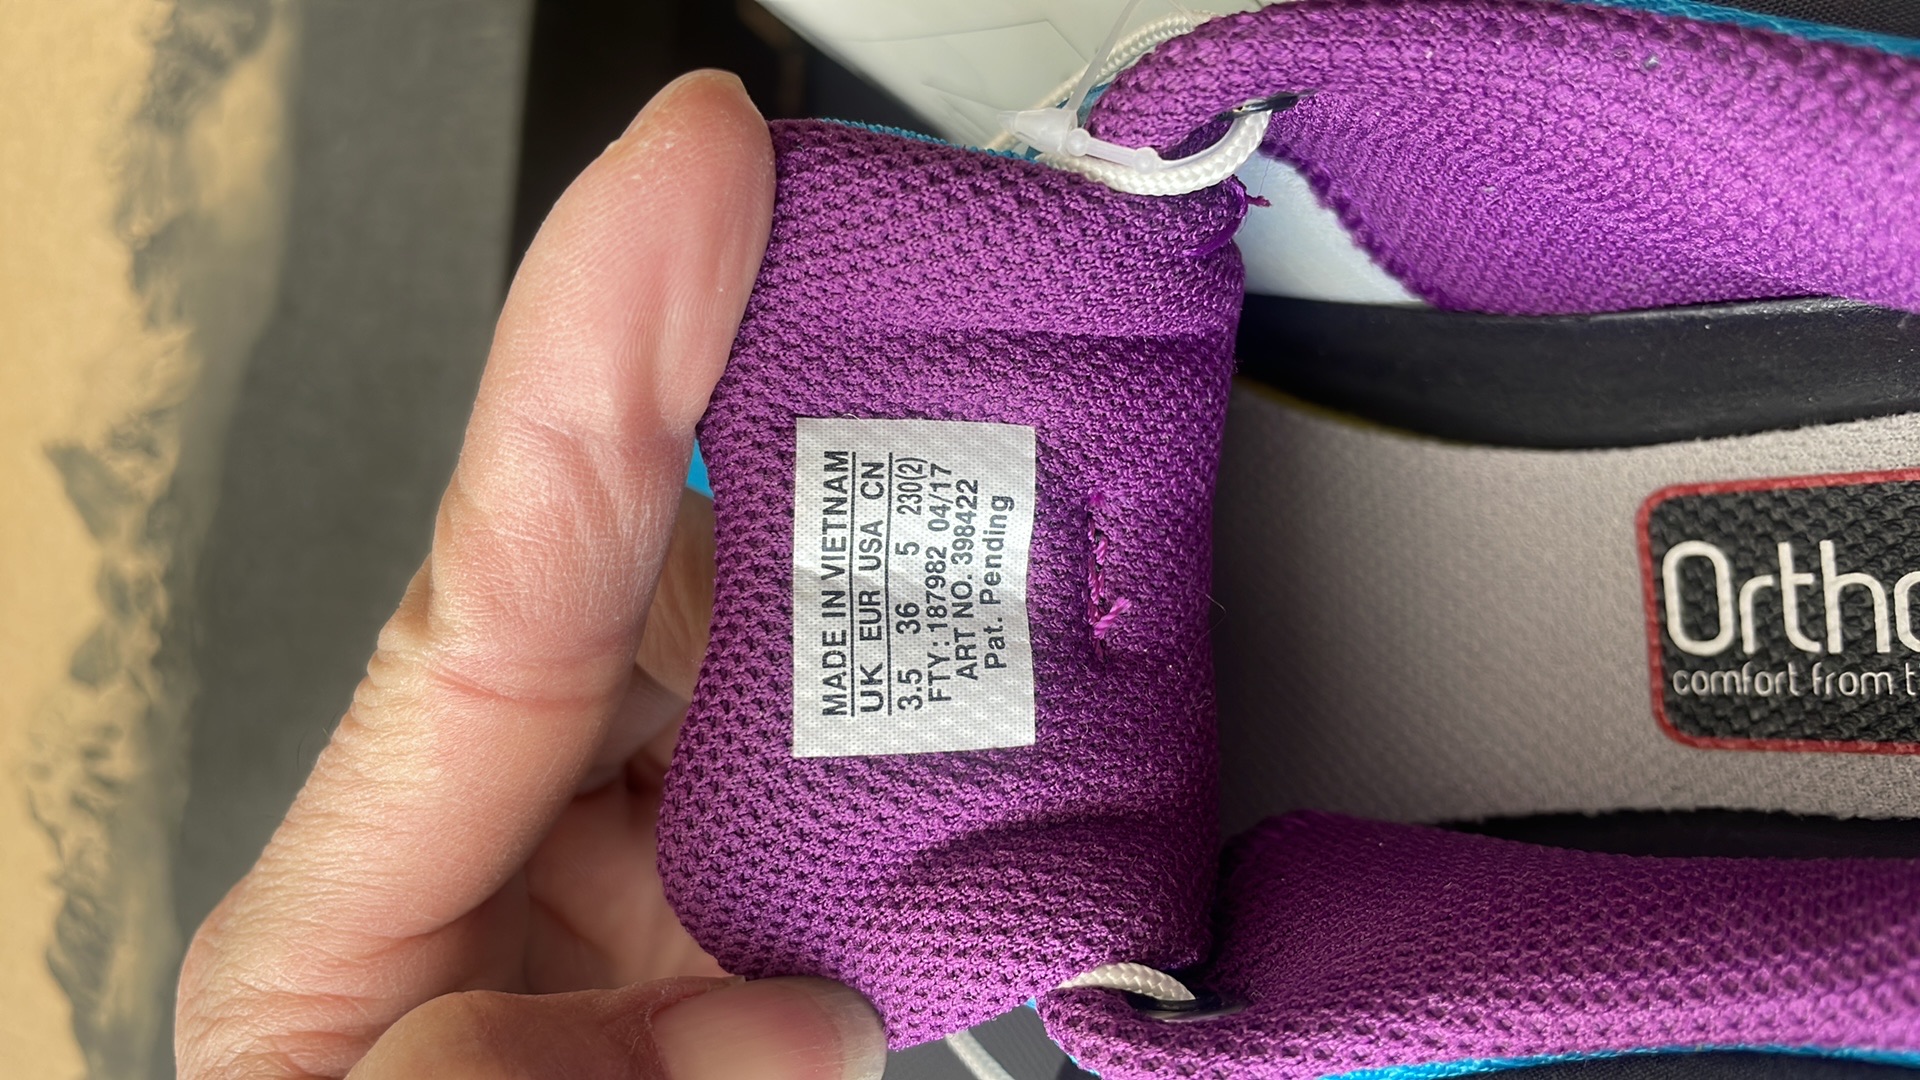 MADE IN VIETNAM
UK EUR USA CN
3.5 36 5 230(2)
FTY: 187982 04/17
ART NO. 398422
Pat. Pending
Ortho
comfort from